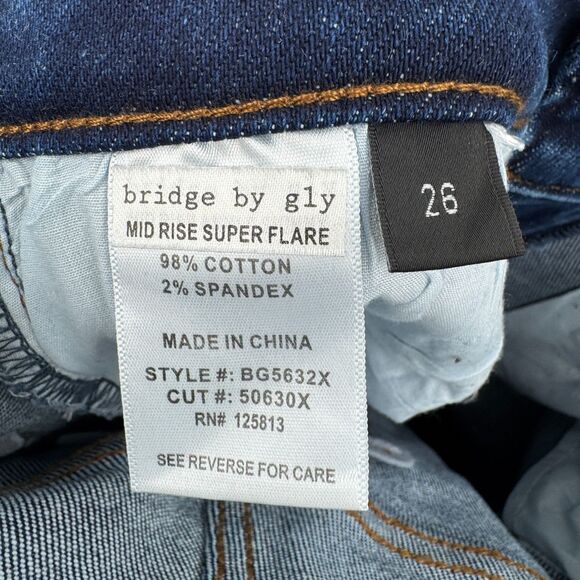 bridge by gly
MID RISE SUPER FLARE
98% COTTON
2% SPANDEX
MADE IN CHINA
STYLE #: BG5632X
CUT #: 50630X
RN# 125813
SEE REVERSE FOR CARE
26